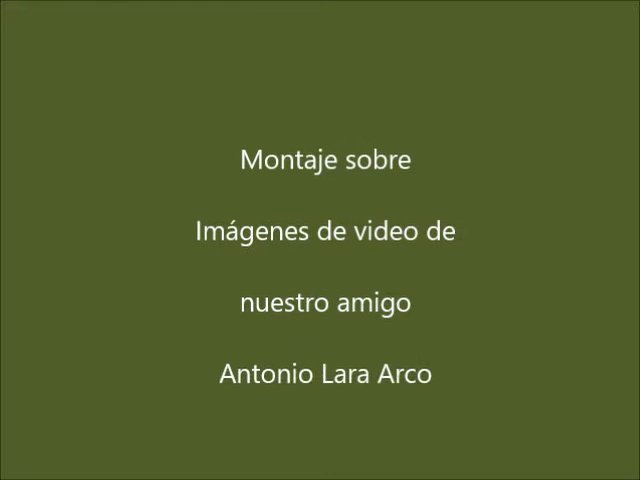 Montaje sobre
Imágenes de video de
nuestro amigo
Antonio Lara Arco